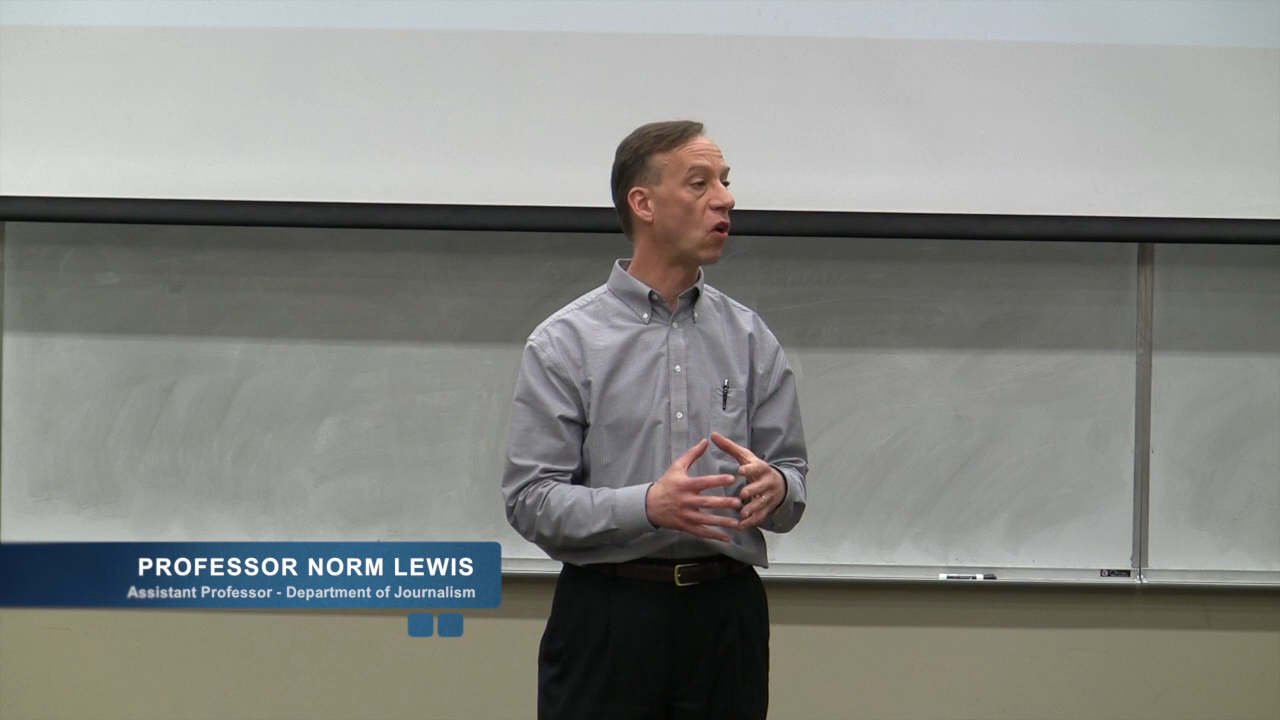 PROFESSOR NORM LEWIS
Assistant Professor - Department of Journalism